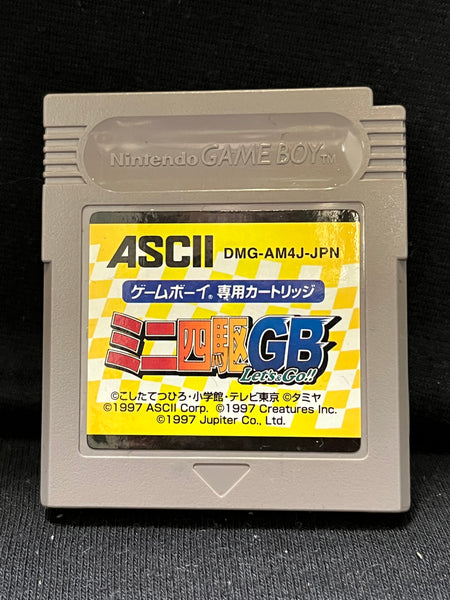 Nintendo GAME BOY™
ASCII DMG-AM4J-JPN
ゲームボーイ®専用カートリッジ
ミニ四駆GB
Let's&Go!!
©こしたてつひろ・小学館・テレビ東京 ©タミヤ
©1997 ASCII Corp. ©1997 Creatures Inc.
©1997 Jupiter Co., Ltd.